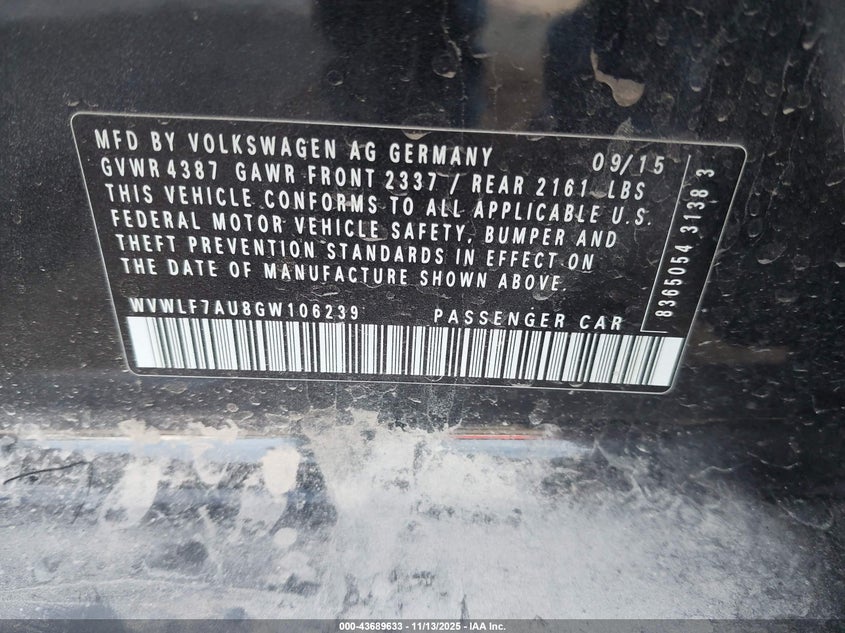 MFD BY VOLKSWAGEN AG GERMANY 09/15
GVWR 4387 GAWR FRONT 2337 / REAR 2161 LBS
THIS VEHICLE CONFORMS TO ALL APPLICABLE U.S.
FEDERAL MOTOR VEHICLE SAFETY, BUMPER AND
THEFT PREVENTION STANDARDS IN EFFECT ON
THE DATE OF MANUFACTURE SHOWN ABOVE.
WVWLF7AU8GW106239 PASSENGER CAR
8365054 3138 3
000-43689633 - 11/13/2025 - IAA Inc.